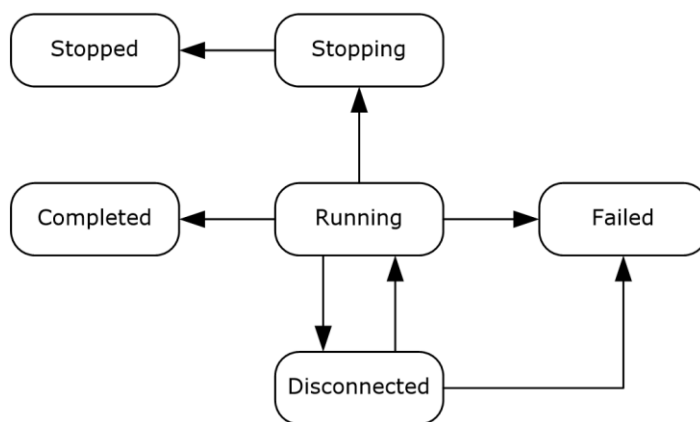 Stopped
Stopping
Completed
Running
Failed
Disconnected